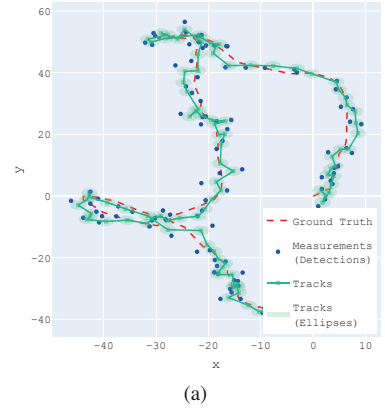 60
40
20
0
−20
−40
y
−40
−30
−20
−10
0
10
x
Ground Truth
Measurements
(Detections)
Tracks
Tracks
(Ellipses)
(a)